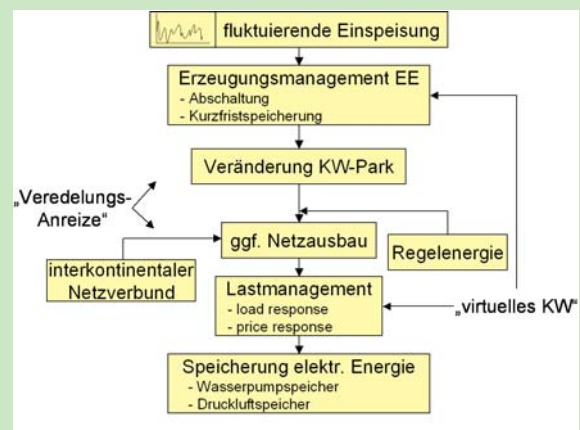 fluktuierende Einspeisung
Erzeugungsmanagement EE
- Abschaltung
- Kurzfristspeicherung
Veränderung KW-Park
„Veredelungs-
Anreize“
ggf. Netzausbau
Regelenergie
interkontinentaler
Netzverbund
Lastmanagement
- load response
- price response
„virtuelles KW“
Speicherung elektr. Energie
- Wasserpumpspeicher
- Druckluftspeicher